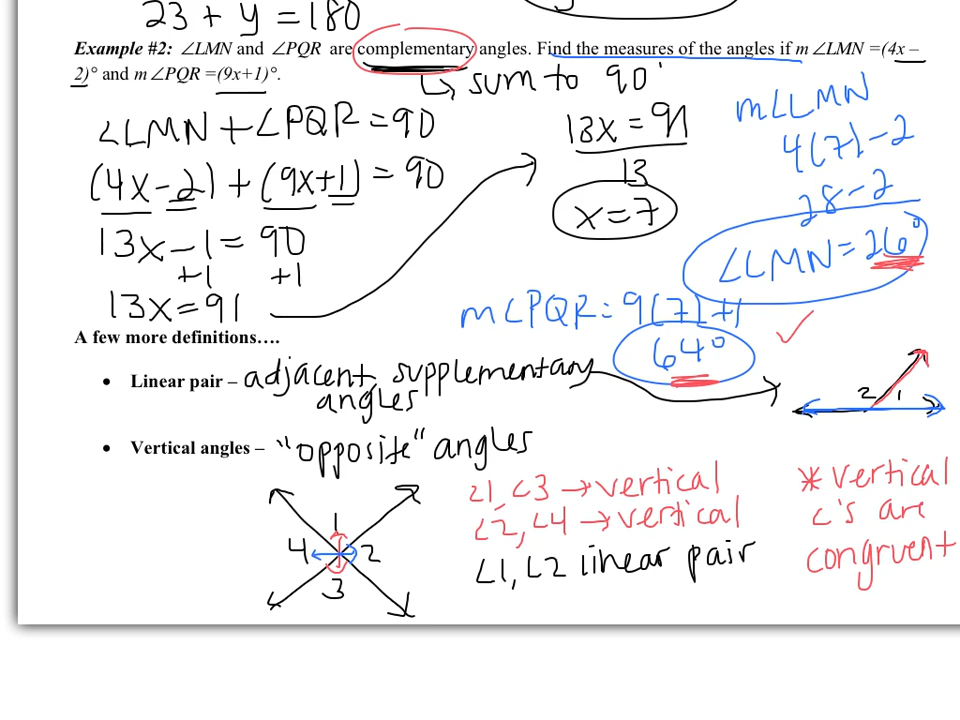 23 + y = 180
Example #2: ∠LMN and ∠PQR are complementary angles. Find the measures of the angles if m ∠LMN =(4x –
2)° and m ∠PQR =(9x+1)°.
↳ sum to 90°
∠LMN + ∠PQR = 90
(4x-2) + (9x+1) = 90
13x - 1 = 90
+1 +1
13x = 91
13x = 91
13
x = 7
m∠LMN
4(7) - 2
28 - 2
∠LMN = 26°
m∠PQR = 9(7) + 1
64°
A few more definitions….
• Linear pair – adjacent, supplementary
angles
2 1
• Vertical angles – "opposite" angles
1
4 2
3
∠1, ∠3 → vertical
∠2, ∠4 → vertical
∠1, ∠2 linear pair
* vertical
∠'s are
congruent